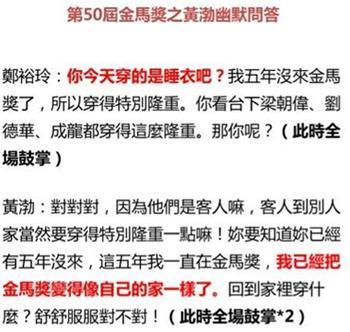 第50屆金馬獎之黃渤幽默問答
鄭裕玲：你今天穿的是睡衣吧？我五年沒來金馬
獎了，所以穿得特別隆重。你看台下梁朝偉、劉
德華、成龍都穿得這麼隆重。那你呢？（此時全
場鼓掌）
黃渤：對對對，因為他們是客人嘛，客人到別人
家當然要穿得特別隆重一點嘛！妳要知道妳已經
有五年沒來，這五年我一直在金馬獎，我已經把
金馬獎變得像自己的家一樣了。回到家裡穿什
麼？舒舒服服對不對！（此時全場鼓掌*2）